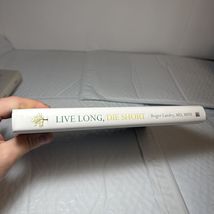 LIVE LONG, DIE SHORT Roger Landry, MD, MPH